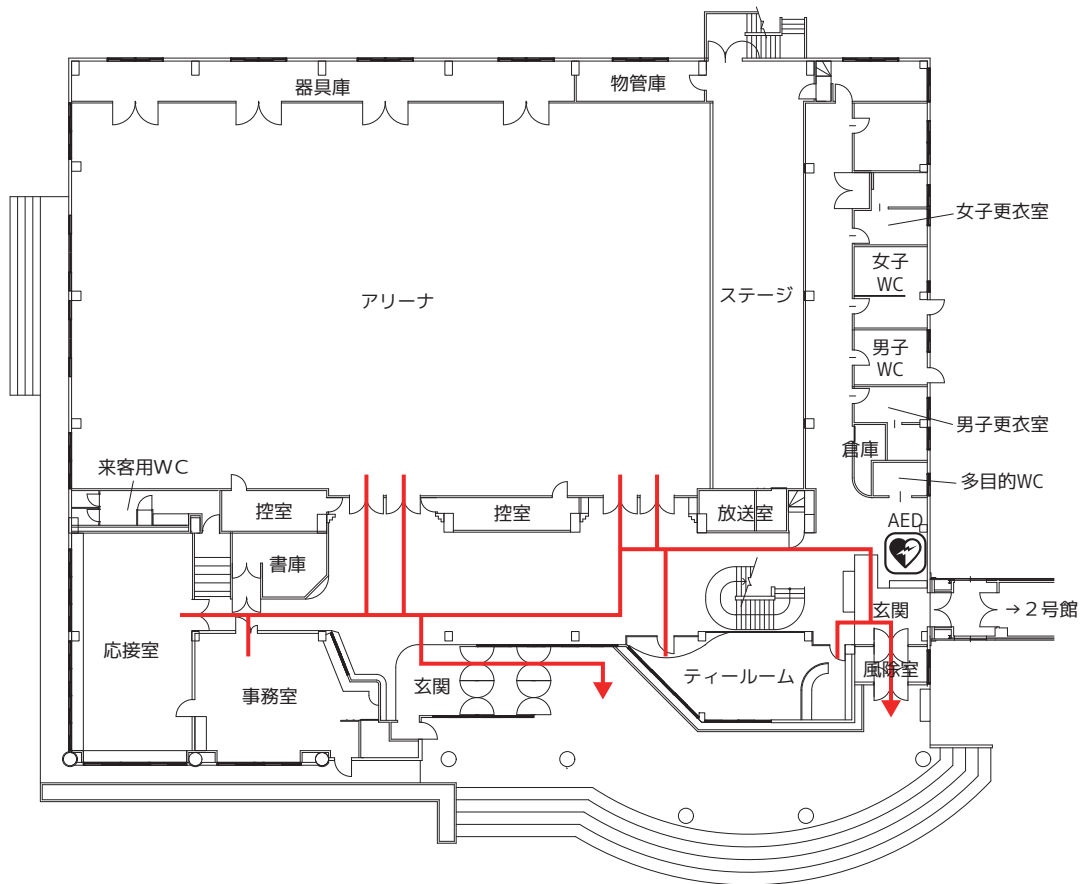 器具庫
物管庫
女子更衣室
女子
WC
アリーナ
ステージ
男子
WC
男子更衣室
倉庫
来客用WC
多目的WC
控室
控室
放送室
AED
書庫
玄関
→２号館
応接室
風除室
ティールーム
玄関
事務室